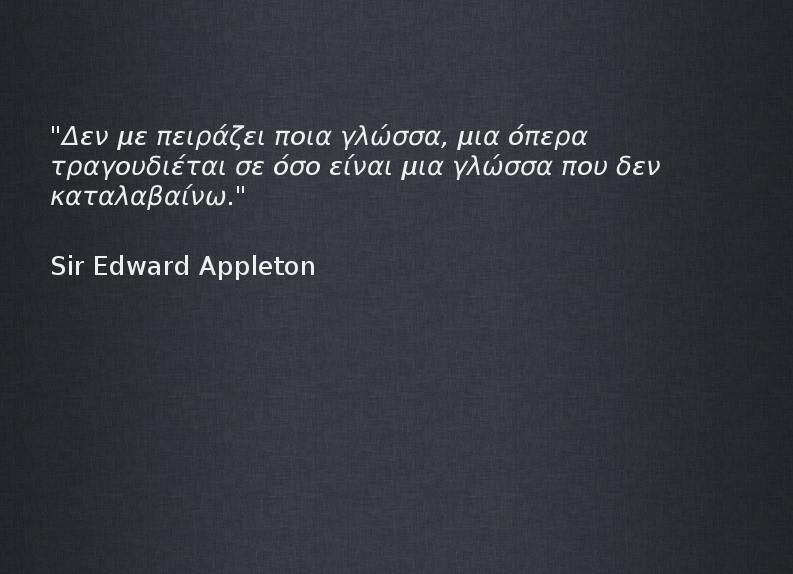 "Δεν με πειράζει ποια γλώσσα, μια όπερα
τραγουδιέται σε όσο είναι μια γλώσσα που δεν
καταλαβαίνω."
Sir Edward Appleton